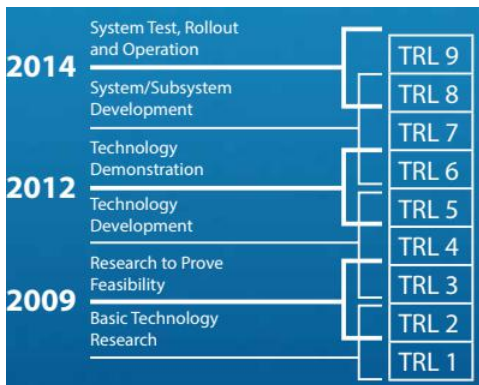 2014
System Test, Rollout
and Operation
System/Subsystem
Development
2012
Technology
Demonstration
Technology
Development
2009
Research to Prove
Feasibility
Basic Technology
Research
TRL 9
TRL 8
TRL 7
TRL 6
TRL 5
TRL 4
TRL 3
TRL 2
TRL 1